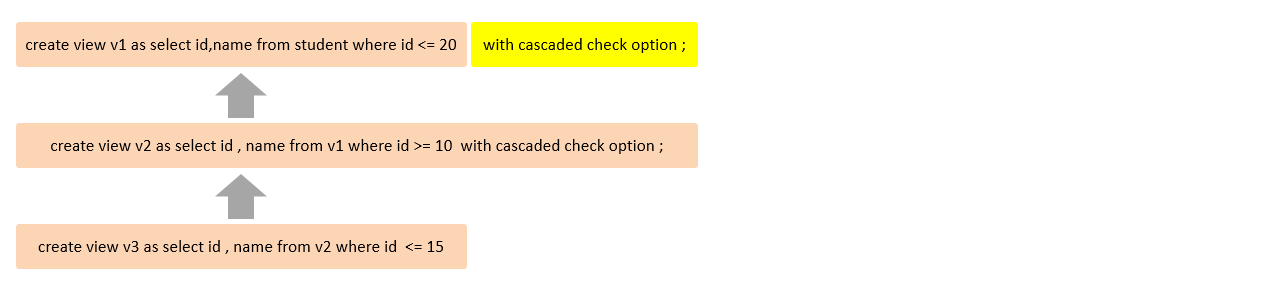 create view v1 as select id,name from student where id <= 20 with cascaded check option ;
create view v2 as select id , name from v1 where id >= 10  with cascaded check option ;
create view v3 as select id , name from v2 where id  <= 15